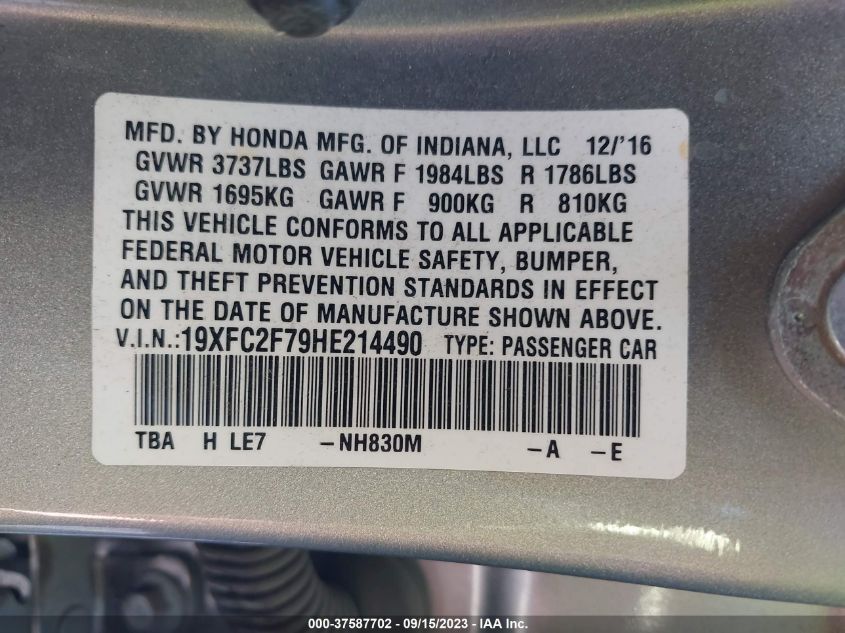 MFD. BY HONDA MFG. OF INDIANA, LLC 12/'16
GVWR 3737LBS GAWR F 1984LBS R 1786LBS
GVWR 1695KG GAWR F 900KG R 810KG
THIS VEHICLE CONFORMS TO ALL APPLICABLE
FEDERAL MOTOR VEHICLE SAFETY, BUMPER,
AND THEFT PREVENTION STANDARDS IN EFFECT
ON THE DATE OF MANUFACTURE SHOWN ABOVE.
V.I.N.:19XFC2F79HE214490 TYPE: PASSENGER CAR
TBA H LE7 –NH830M –A –E
000-37587702 - 09/15/2023 - IAA Inc.